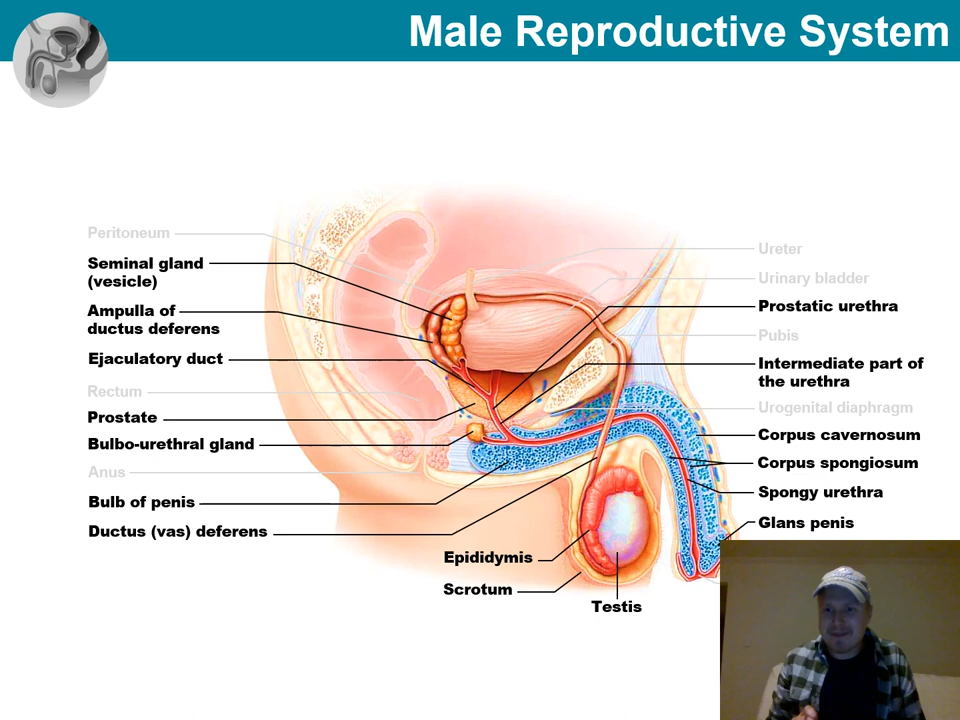 Male Reproductive System
Peritoneum
Seminal gland
(vesicle)
Ampulla of
ductus deferens
Ejaculatory duct
Rectum
Prostate
Bulbo-urethral gland
Anus
Bulb of penis
Ductus (vas) deferens
Epididymis
Scrotum
Testis
Ureter
Urinary bladder
Prostatic urethra
Pubis
Intermediate part of
the urethra
Urogenital diaphragm
Corpus cavernosum
Corpus spongiosum
Spongy urethra
Glans penis